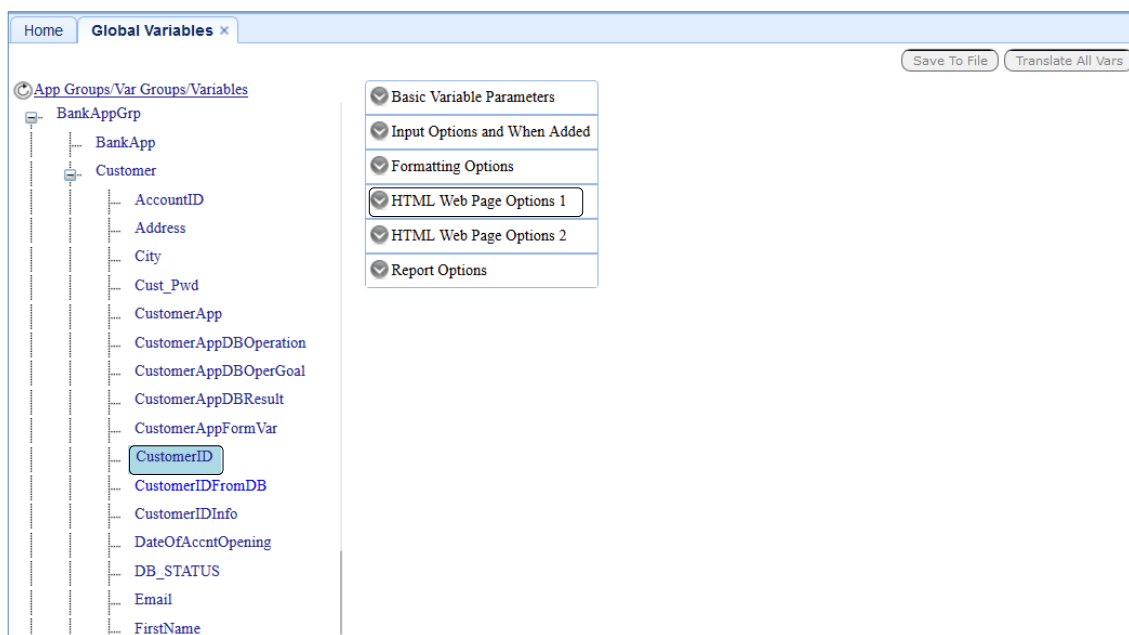 Home
Global Variables ×
Save To File
Translate All Vars
App Groups/Var Groups/Variables
BankAppGrp
BankApp
Customer
AccountID
Address
City
Cust_Pwd
CustomerApp
CustomerAppDBOperation
CustomerAppDBOperGoal
CustomerAppDBResult
CustomerAppFormVar
CustomerID
CustomerIDFromDB
CustomerIDInfo
DateOfAccntOpening
DB_STATUS
Email
FirstName
Basic Variable Parameters
Input Options and When Added
Formatting Options
HTML Web Page Options 1
HTML Web Page Options 2
Report Options